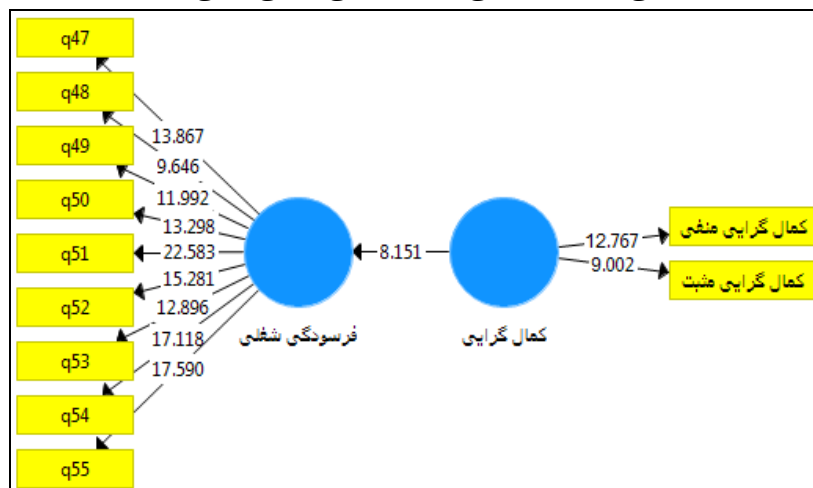 q47
q48
q49
q50
q51
q52
q53
q54
q55
13.867
9.646
11.992
13.298
22.583
15.281
12.896
17.118
17.590
فرسودگی شغلی
8.151
کمال گرایی
12.767
9.002
کمال گرایی منفی
کمال گرایی مثبت